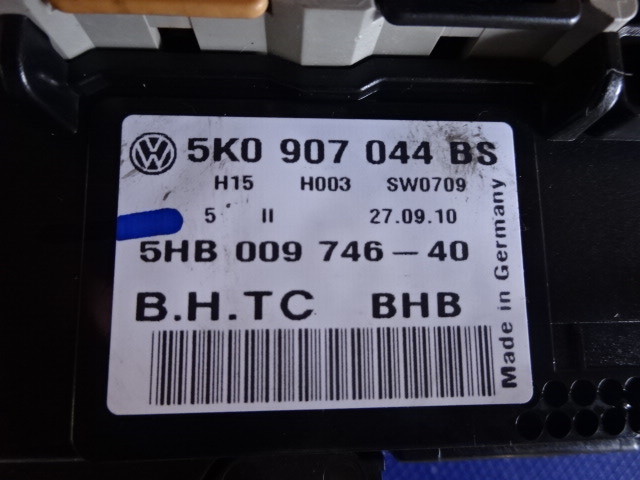 VW 5K0 907 044 BS
H15 H003 SW0709
5 II 27.09.10
5HB 009 746-40
B.H.TC BHB
Made in Germany